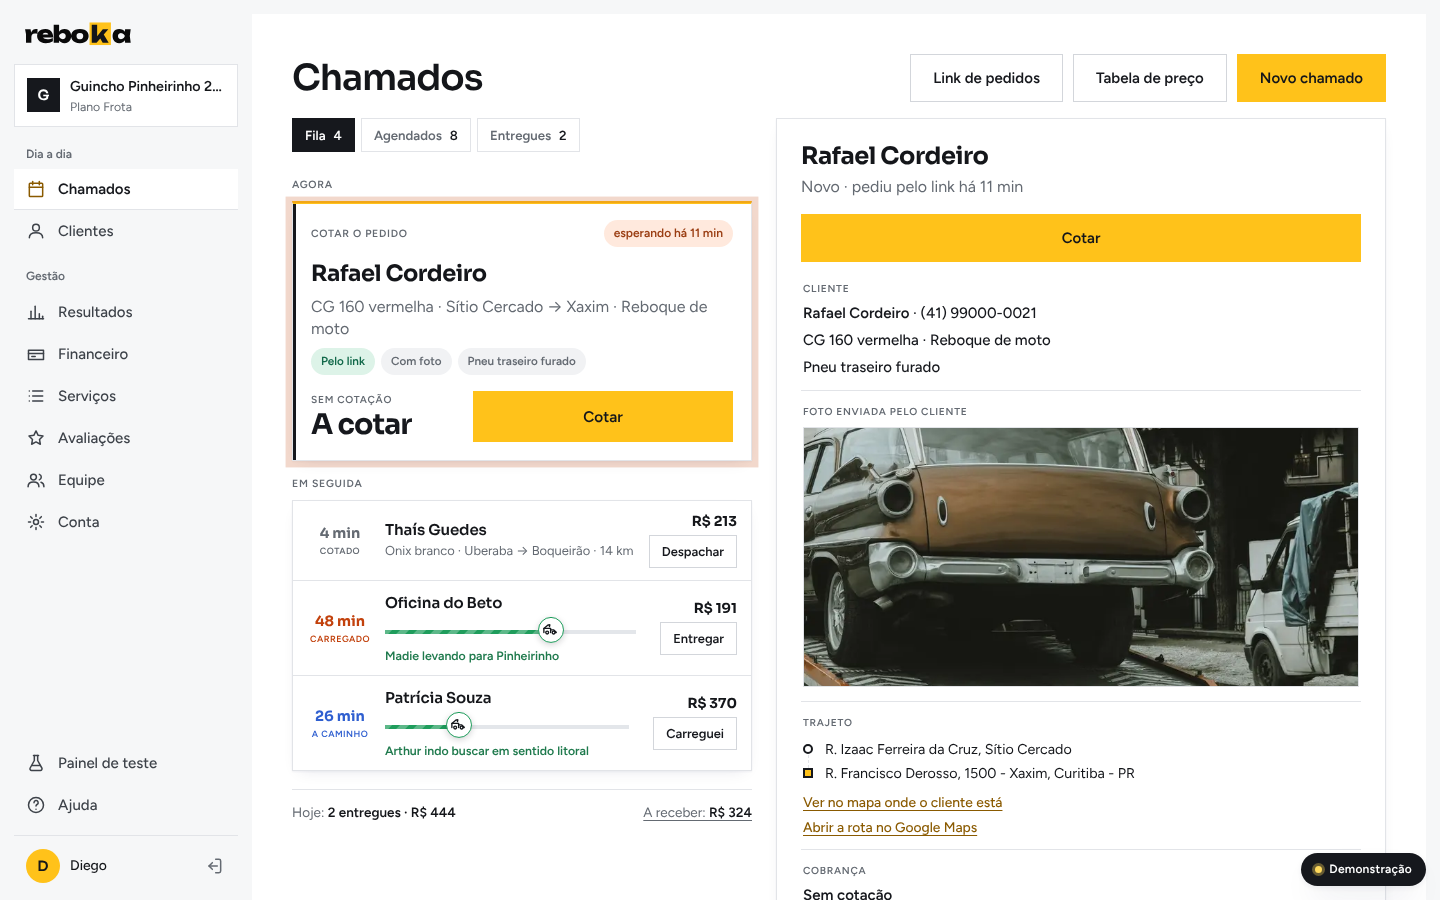 reboka
G
Guincho Pinheirinho 2...
Plano Frota
Dia a dia
Chamados
Clientes
Gestão
Resultados
Financeiro
Serviços
Avaliações
Equipe
Conta
Painel de teste
Ajuda
D
Diego
Chamados
Link de pedidos
Tabela de preço
Novo chamado
Fila 4
Agendados 8
Entregues 2
AGORA
COTAR O PEDIDO
esperando há 11 min
Rafael Cordeiro
CG 160 vermelha · Sítio Cercado → Xaxim · Reboque de
moto
Pelo link
Com foto
Pneu traseiro furado
SEM COTAÇÃO
A cotar
Cotar
EM SEGUIDA
4 min
COTADO
Thaís Guedes
Onix branco · Uberaba → Boqueirão · 14 km
R$ 213
Despachar
48 min
CARREGADO
Oficina do Beto
Madie levando para Pinheirinho
R$ 191
Entregar
26 min
A CAMINHO
Patrícia Souza
Arthur indo buscar em sentido litoral
R$ 370
Carreguei
Hoje: 2 entregues · R$ 444
A receber: R$ 324
Rafael Cordeiro
Novo · pediu pelo link há 11 min
Cotar
CLIENTE
Rafael Cordeiro · (41) 99000-0021
CG 160 vermelha · Reboque de moto
Pneu traseiro furado
FOTO ENVIADA PELO CLIENTE
TRAJETO
R. Izaac Ferreira da Cruz, Sítio Cercado
R. Francisco Derosso, 1500 - Xaxim, Curitiba - PR
Ver no mapa onde o cliente está
Abrir a rota no Google Maps
COBRANÇA
Sem cotação
Demonstração